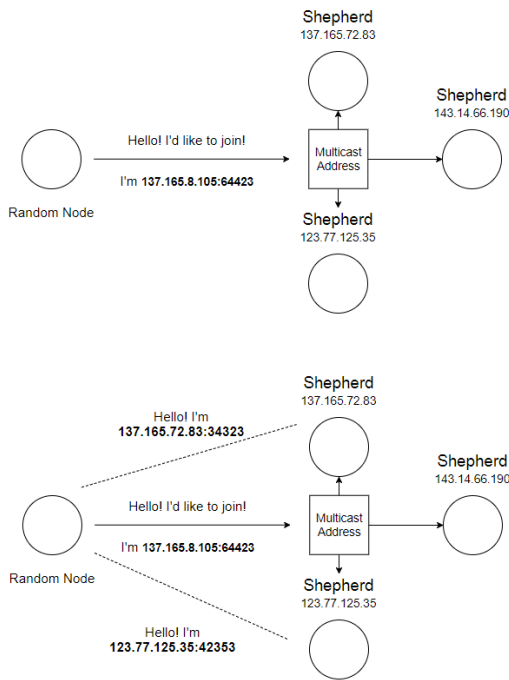 Shepherd
137.165.72.83
Shepherd
143.14.66.190
Hello! I'd like to join!
Multicast
Address
I'm 137.165.8.105:64423
Random Node
Shepherd
123.77.125.35
Shepherd
137.165.72.83
Hello! I'm
137.165.72.83:34323
Shepherd
143.14.66.190
Hello! I'd like to join!
Multicast
Address
I'm 137.165.8.105:64423
Random Node
Shepherd
123.77.125.35
Hello! I'm
123.77.125.35:42353